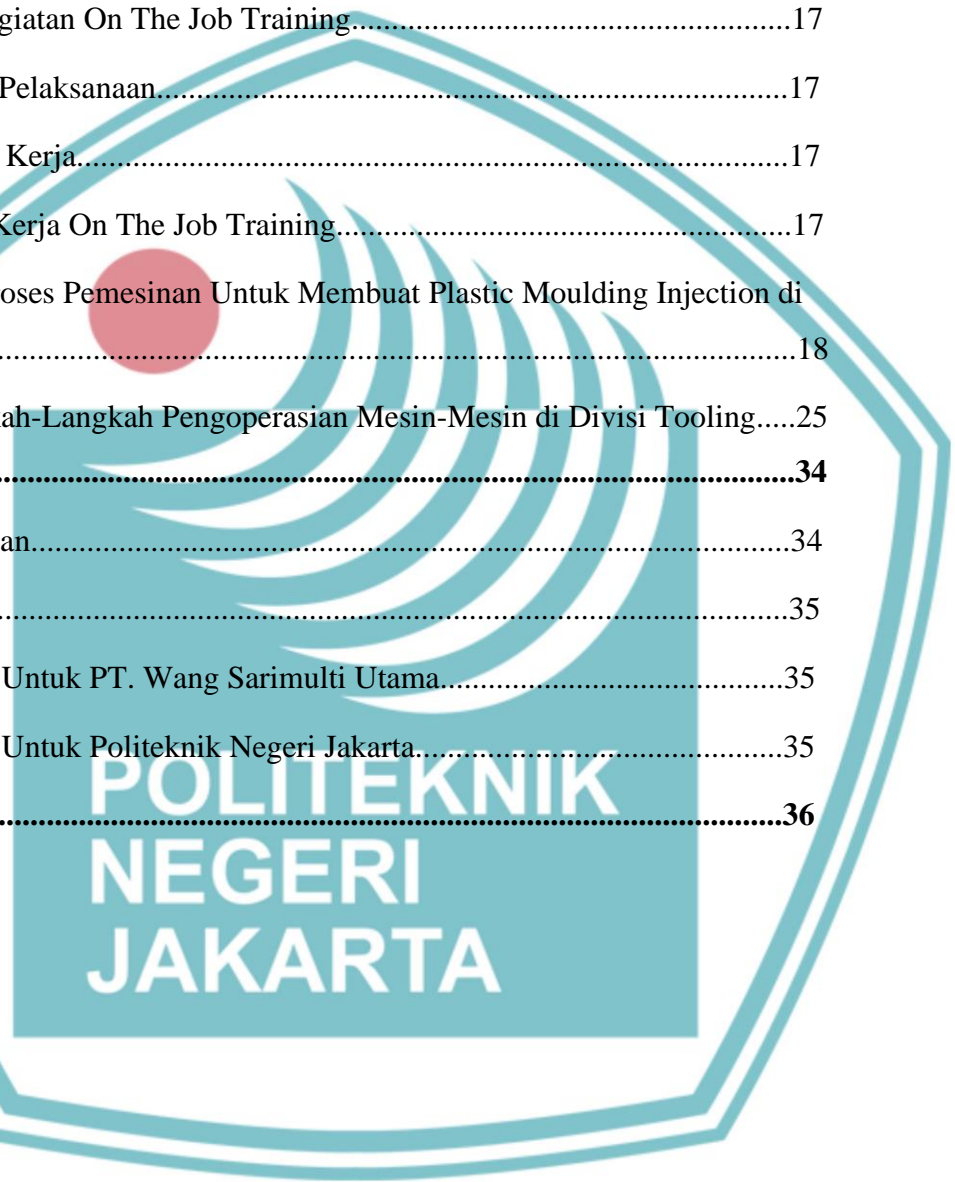 giatan On The Job Training..........................................................17
Pelaksanaan.................................................................................17
Kerja.............................................................................................17
Kerja On The Job Training............................................................17
roses Pemesinan Untuk Membuat Plastic Moulding Injection di
.......................................................................................................18
kah-Langkah Pengoperasian Mesin-Mesin di Divisi Tooling.....25
.......................................................................................................34
an...................................................................................................34
.......................................................................................................35
Untuk PT. Wang Sarimulti Utama...........................................35
Untuk Politeknik Negeri Jakarta..............................................35
.......................................................................................................36
POLITEKNIK
NEGERI
JAKARTA